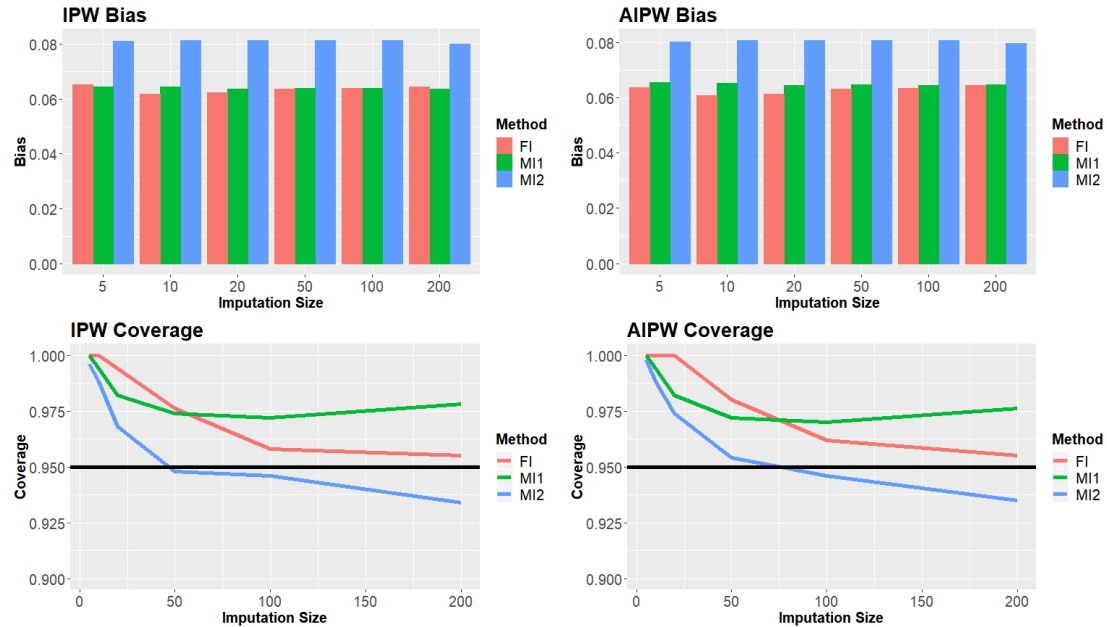 IPW Bias
0.08
0.06
0.04
0.02
0.00
Bias
5 10 20 50 100 200
Imputation Size
Method
FI
MI1
MI2
AIPW Bias
0.08
0.06
0.04
0.02
0.00
Bias
5 10 20 50 100 200
Imputation Size
Method
FI
MI1
MI2
IPW Coverage
1.000
0.975
0.950
0.925
0.900
Coverage
0 50 100 150 200
Imputation Size
Method
FI
MI1
MI2
AIPW Coverage
1.000
0.975
0.950
0.925
0.900
Coverage
0 50 100 150 200
Imputation Size
Method
FI
MI1
MI2